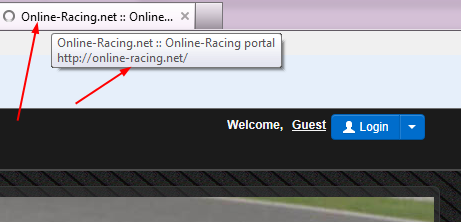 Online-Racing.net :: Online...
Online-Racing.net :: Online-Racing portal
http://online-racing.net/
Welcome, Guest Login